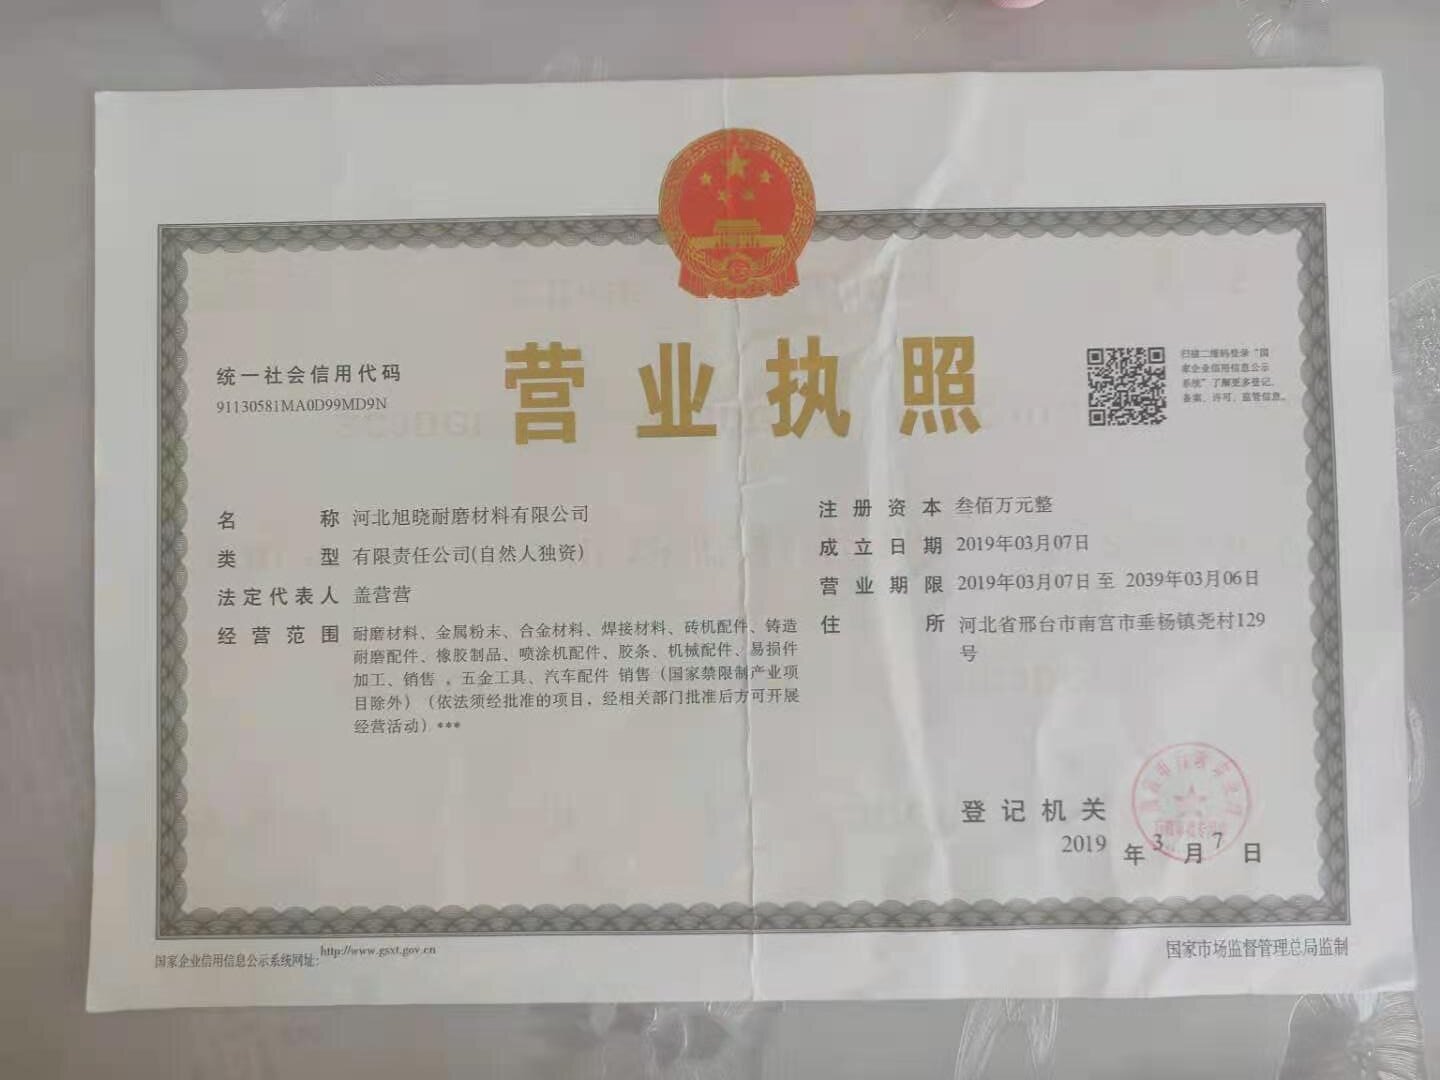 营业执照
统一社会信用代码
91130581MA0D99MD9N
扫描二维码登录“国
家企业信用信息公示
系统”了解更多登记、
备案、许可、监管信息。
名 称 河北旭晓耐磨材料有限公司
类 型 有限责任公司(自然人独资)
法定代表人 盖营营
经营范围 耐磨材料、金属粉末、合金材料、焊接材料、砖机配件、铸造
耐磨配件、橡胶制品、喷涂机配件、胶条、机械配件、易损件
加工、销售 。五金工具、汽车配件 销售（国家禁限制产业项
目除外）（依法须经批准的项目，经相关部门批准后方可开展
经营活动）***
注册资本 叁佰万元整
成立日期 2019年03月07日
营业期限 2019年03月07日 至 2039年03月06日
住 所 河北省邢台市南宫市垂杨镇尧村129
号
登记机关
2019 年 3 月 7 日
国家企业信用信息公示系统网址:http://www.gsxt.gov.cn
国家市场监督管理总局监制